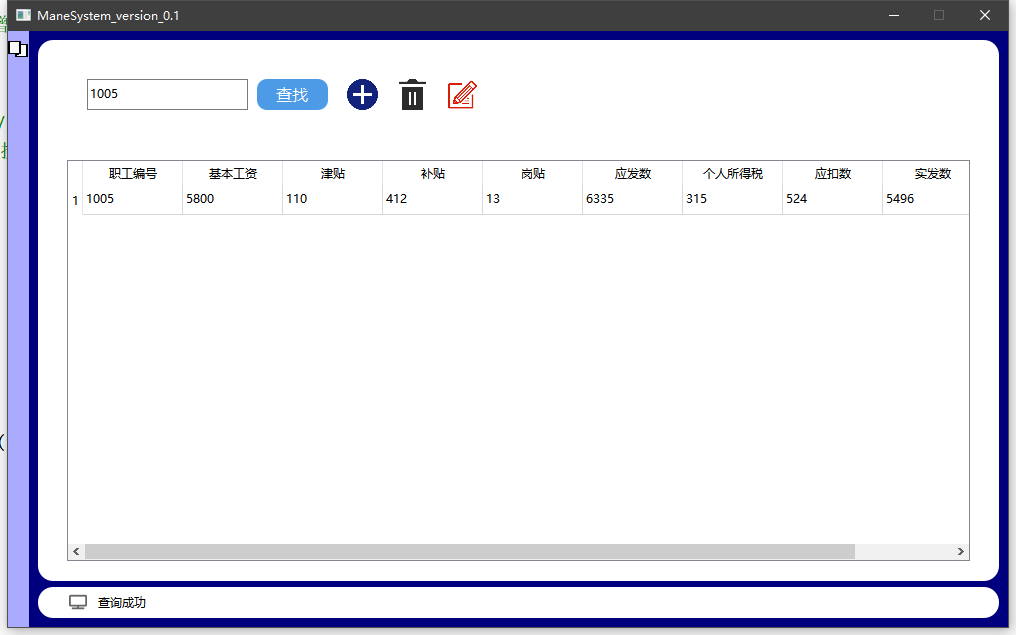 ManeSystem_version_0.1
1005 查找
职工编号 基本工资 津贴 补贴 岗贴 应发数 个人所得税 应扣数 实发数
1 1005 5800 110 412 13 6335 315 524 5496
查询成功